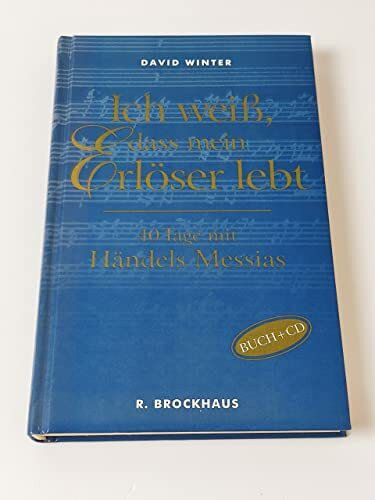 DAVID WINTER
Ich weiß,
dass mein
Erlöser lebt
40 Tage mit
Händels Messias
BUCH+CD
R. BROCKHAUS